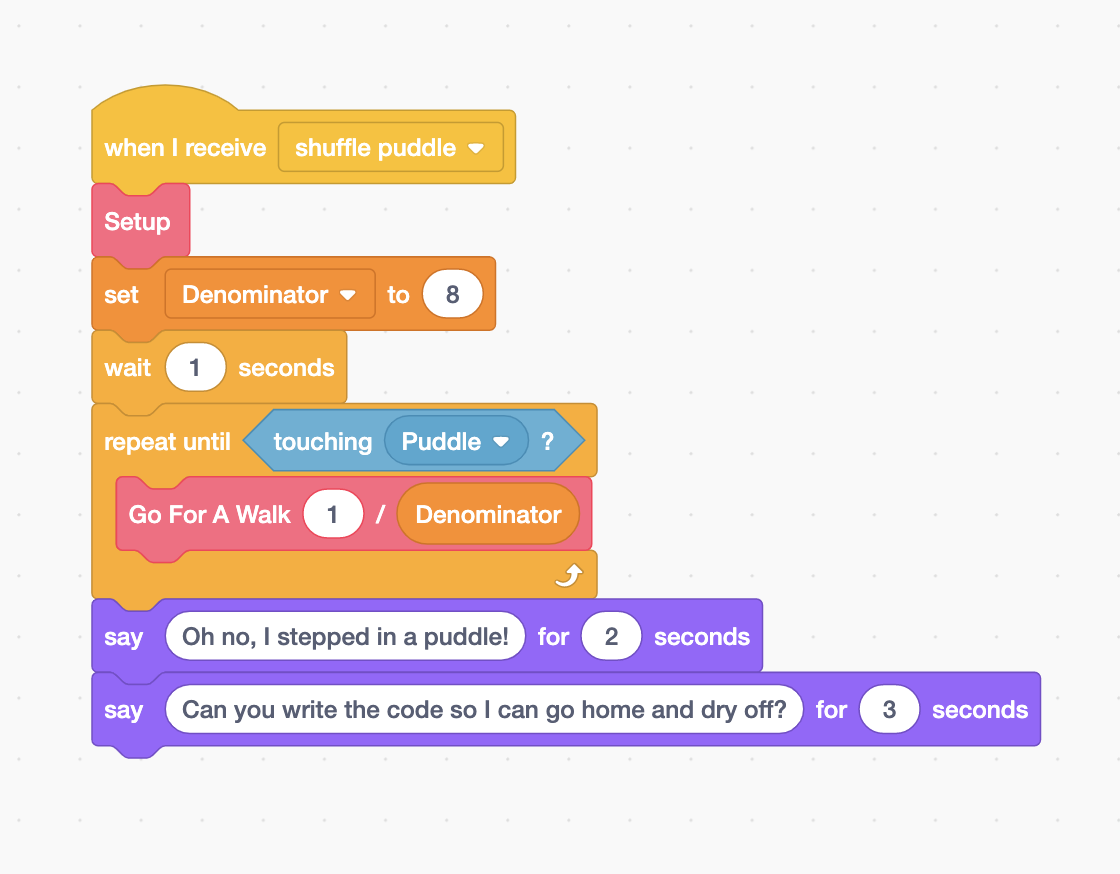 when I receive shuffle puddle
Setup
set Denominator to 8
wait 1 seconds
repeat until touching Puddle ?
Go For A Walk 1 / Denominator
say Oh no, I stepped in a puddle! for 2 seconds
say Can you write the code so I can go home and dry off? for 3 seconds